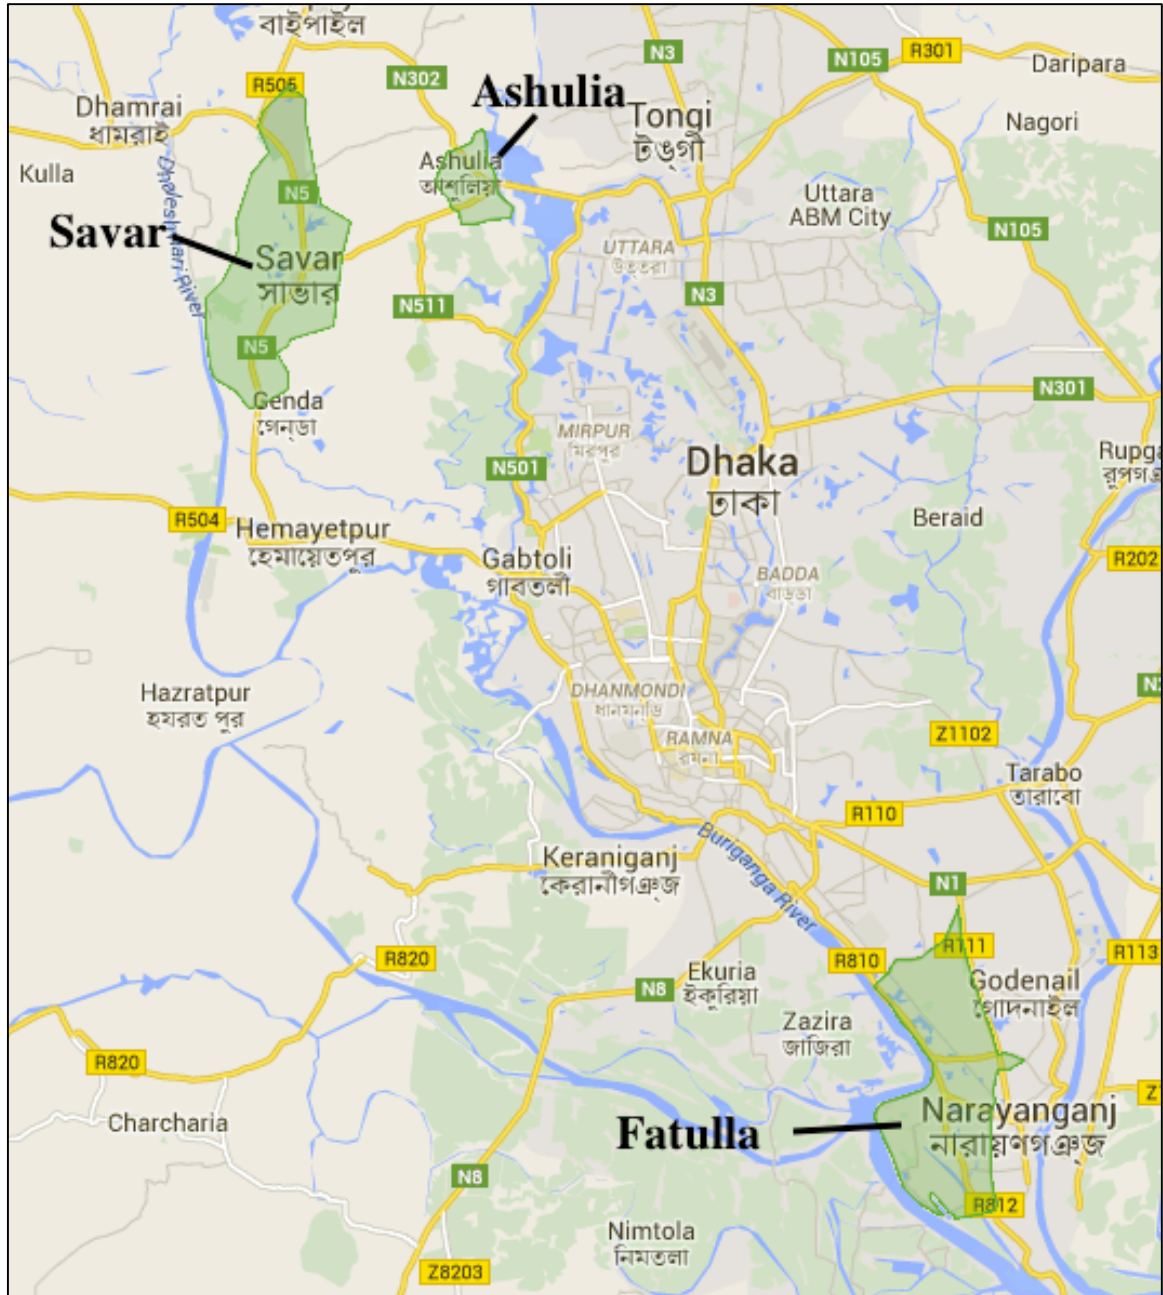 বাইপাইল
N3
N105
R301
Daripara
R505
N302
Ashulia
Dhamrai
ধামরাই
Tongi
টঙ্গী
Nagori
Kulla
Ashulia
আশুলিয়া
N5
Uttara
ABM City
N105
Savar
Dhaleshwari River
Savar
সাভার
UTTARA
উত্তরা
N3
N511
N5
N301
Genda
গেন্ডা
MIRPUR
মিরপুর
Dhaka
ঢাকা
N501
R504
Hemayetpur
হেমায়েতপুর
Gabtoli
গাবতলী
Beraid
BADDA
বাড্ডা
R202
Hazratpur
হযরত পুর
DHANMONDI
ধানমন্ডি
RAMNA
রমনা
Z1102
Tarabo
তারাবো
R110
Buriganga River
Keraniganj
কেরানীগঞ্জ
N1
R111
R113
R820
R810
Ekuria
ইকুরিয়া
N8
Godenail
গোদনাইল
Zazira
জাজিরা
R820
Charcharia
Fatulla
Narayanganj
নারায়ণগঞ্জ
N8
R812
Nimtola
নিমতলা
Z8203